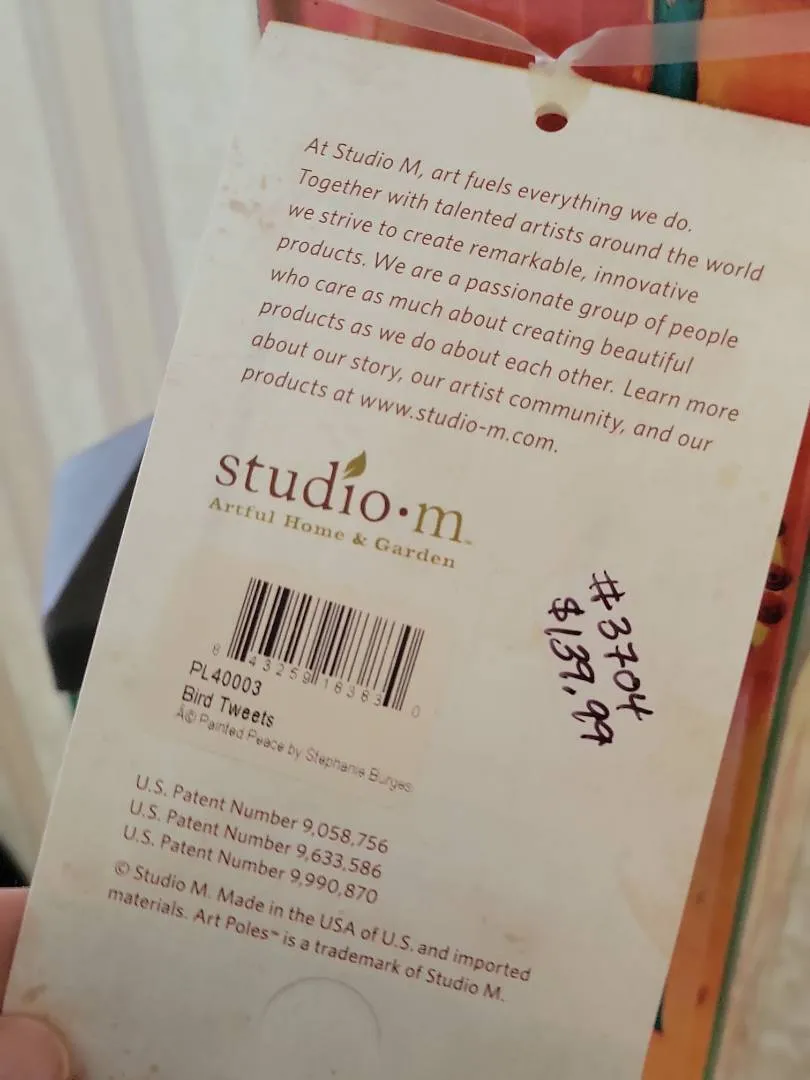 At Studio M, art fuels everything we do.
Together with talented artists around the world
we strive to create remarkable, innovative
products. We are a passionate group of people
who care as much about creating beautiful
products as we do about each other. Learn more
about our story, our artist community, and our
products at www.studio-m.com.
studio·m™
Artful Home & Garden
#3704
$139.99
8 43259 18383 0
PL40003
Bird Tweets
Â© Painted Peace by Stephanie Burges
U.S. Patent Number 9,058,756
U.S. Patent Number 9,633,586
U.S. Patent Number 9,990,870
© Studio M. Made in the USA of U.S. and imported
materials. Art Poles™ is a trademark of Studio M.